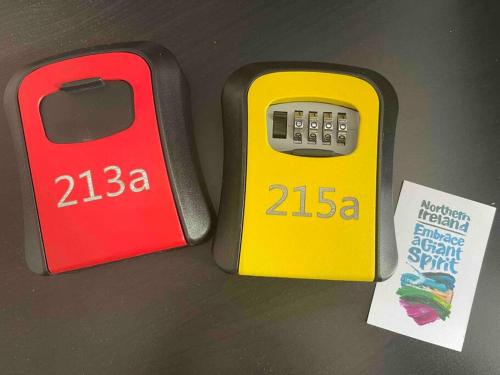 213a
215a
Northern
Ireland
Embrace
a Giant
Spirit